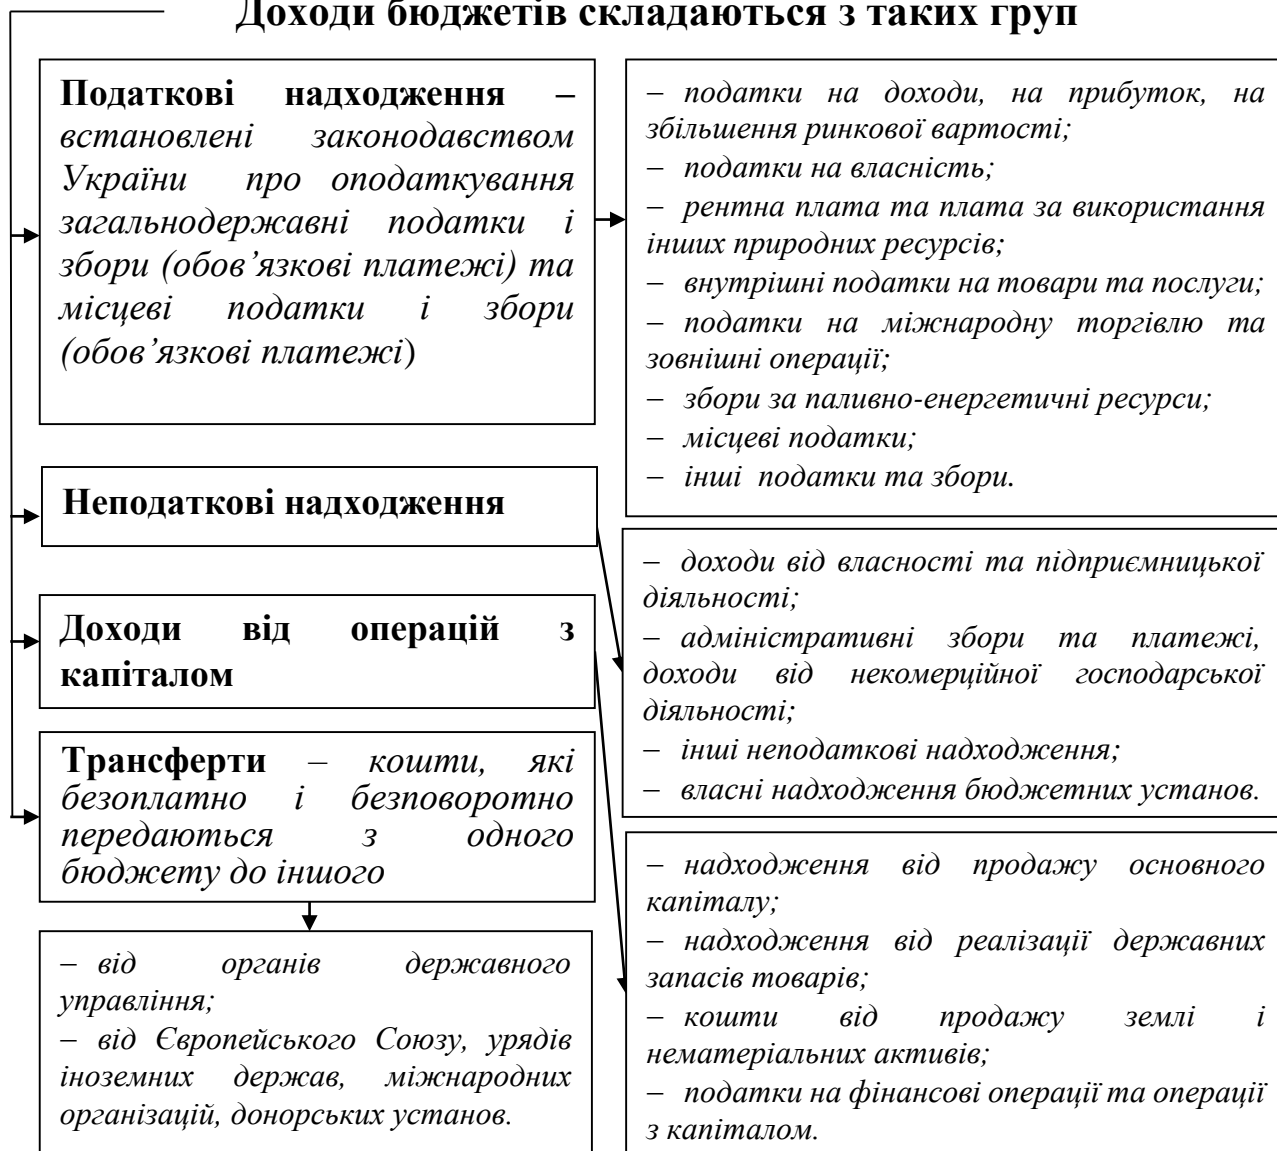 Доходи бюджетів складаються з таких груп
Податкові надходження –
встановлені законодавством
України про оподаткування
загальнодержавні податки і
збори (обов’язкові платежі) та
місцеві податки і збори
(обов’язкові платежі)
– податки на доходи, на прибуток, на
збільшення ринкової вартості;
– податки на власність;
– рентна плата та плата за використання
інших природних ресурсів;
– внутрішні податки на товари та послуги;
– податки на міжнародну торгівлю та
зовнішні операції;
– збори за паливно-енергетичні ресурси;
– місцеві податки;
– інші податки та збори.
Неподаткові надходження
– доходи від власності та підприємницької
діяльності;
– адміністративні збори та платежі,
доходи від некомерційної господарської
діяльності;
– інші неподаткові надходження;
– власні надходження бюджетних установ.
Доходи від операцій з
капіталом
– надходження від продажу основного
капіталу;
– надходження від реалізації державних
запасів товарів;
– кошти від продажу землі і
нематеріальних активів;
– податки на фінансові операції та операції
з капіталом.
Трансферти – кошти, які
безоплатно і безповоротно
передаються з одного
бюджету до іншого
– від органів державного
управління;
– від Європейського Союзу, урядів
іноземних держав, міжнародних
організацій, донорських установ.